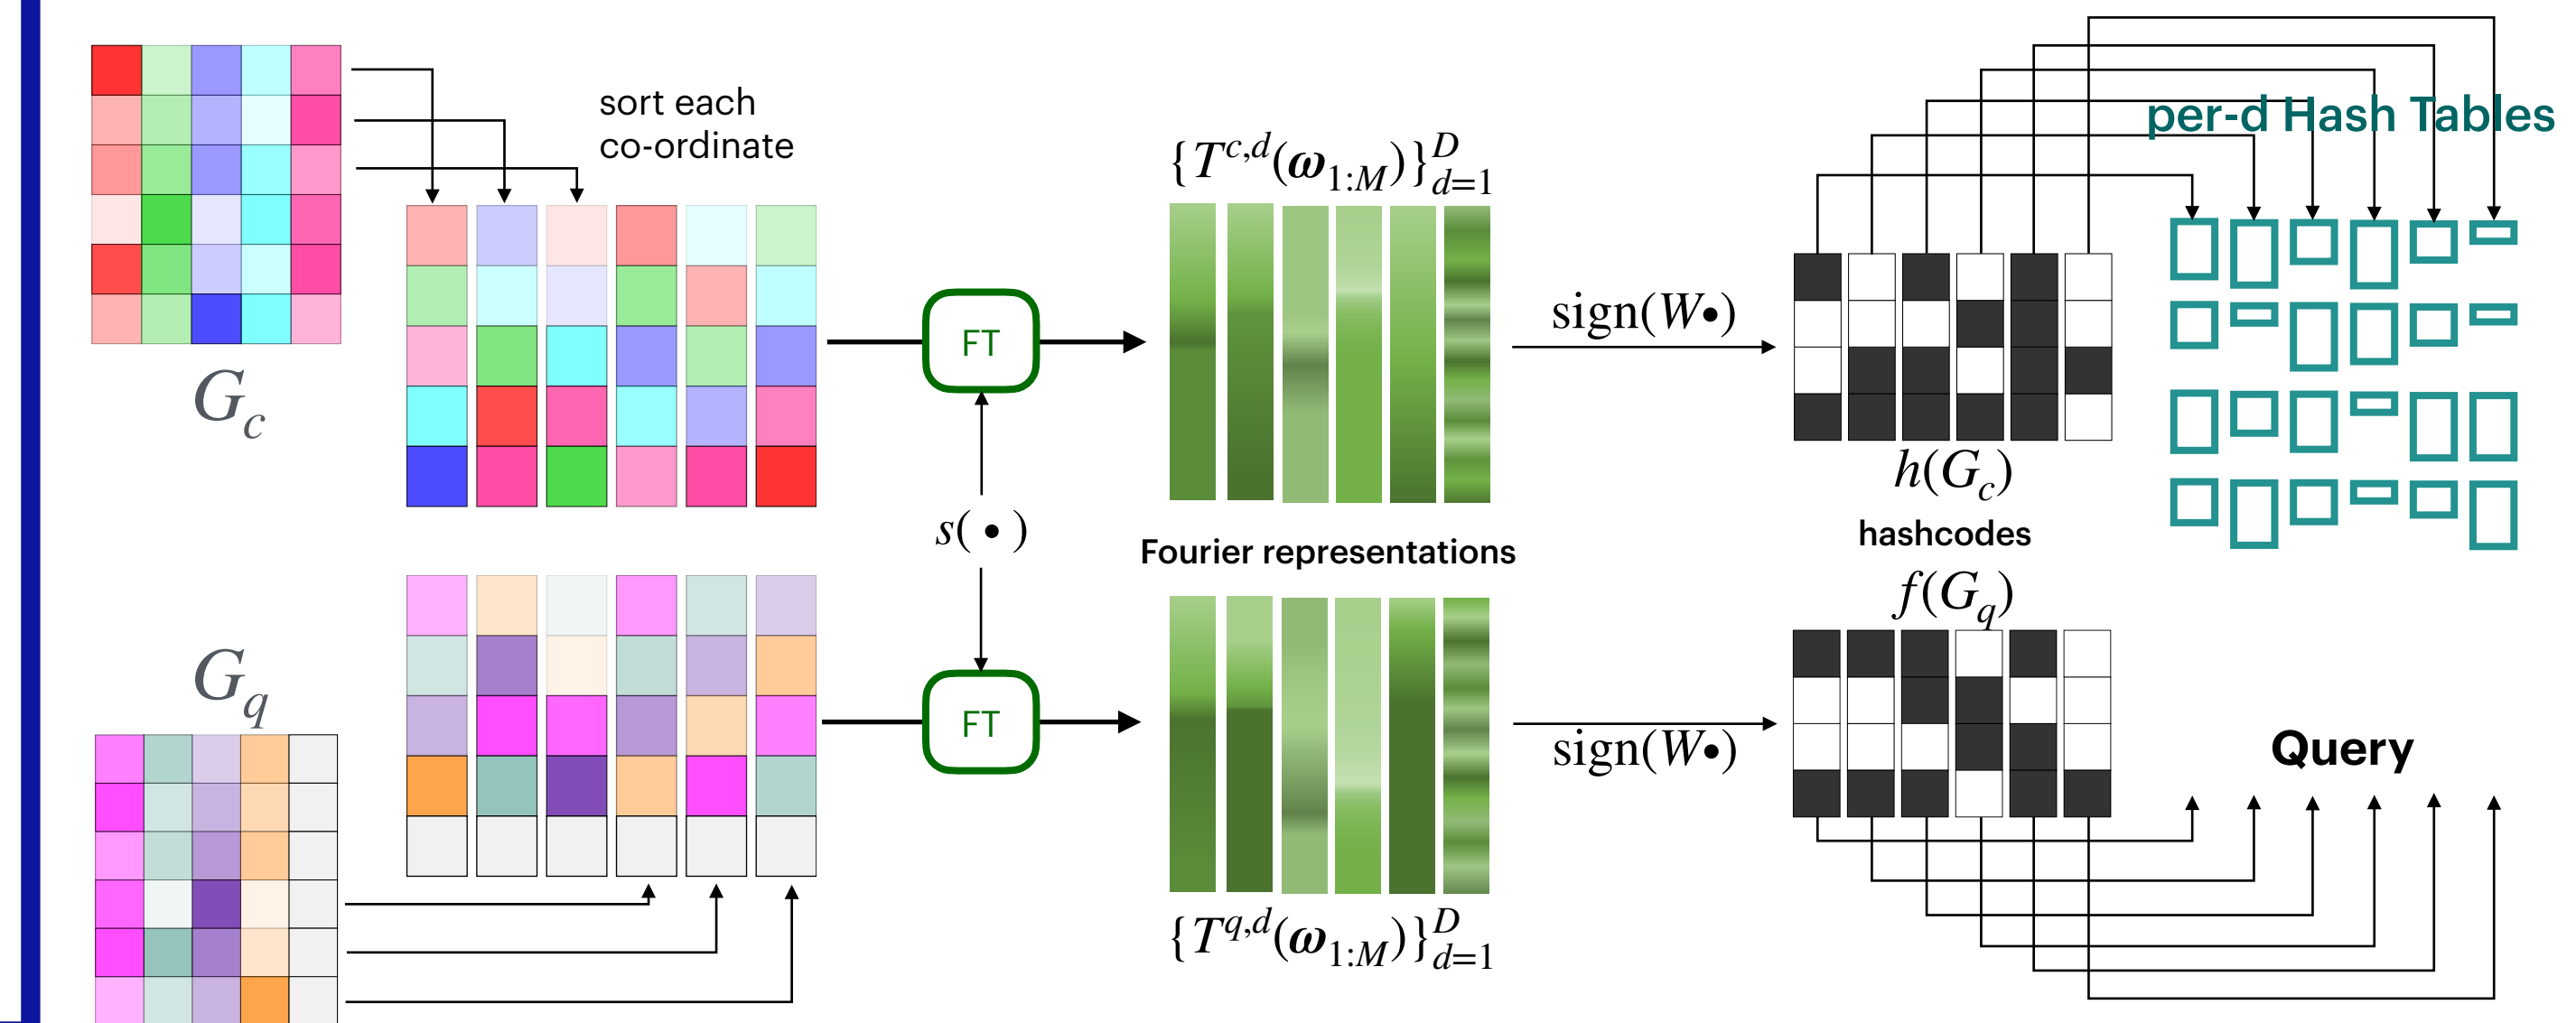 sort each
co-ordinate
per-d Hash Tables
{T^{c,d}(ω_{1:M})}_{d=1}^{D}
sign(W•)
FT
G_c
h(G_c)
s(•)
hashcodes
Fourier representations
f(G_q)
G_q
FT
sign(W•)
Query
{T^{q,d}(ω_{1:M})}_{d=1}^{D}